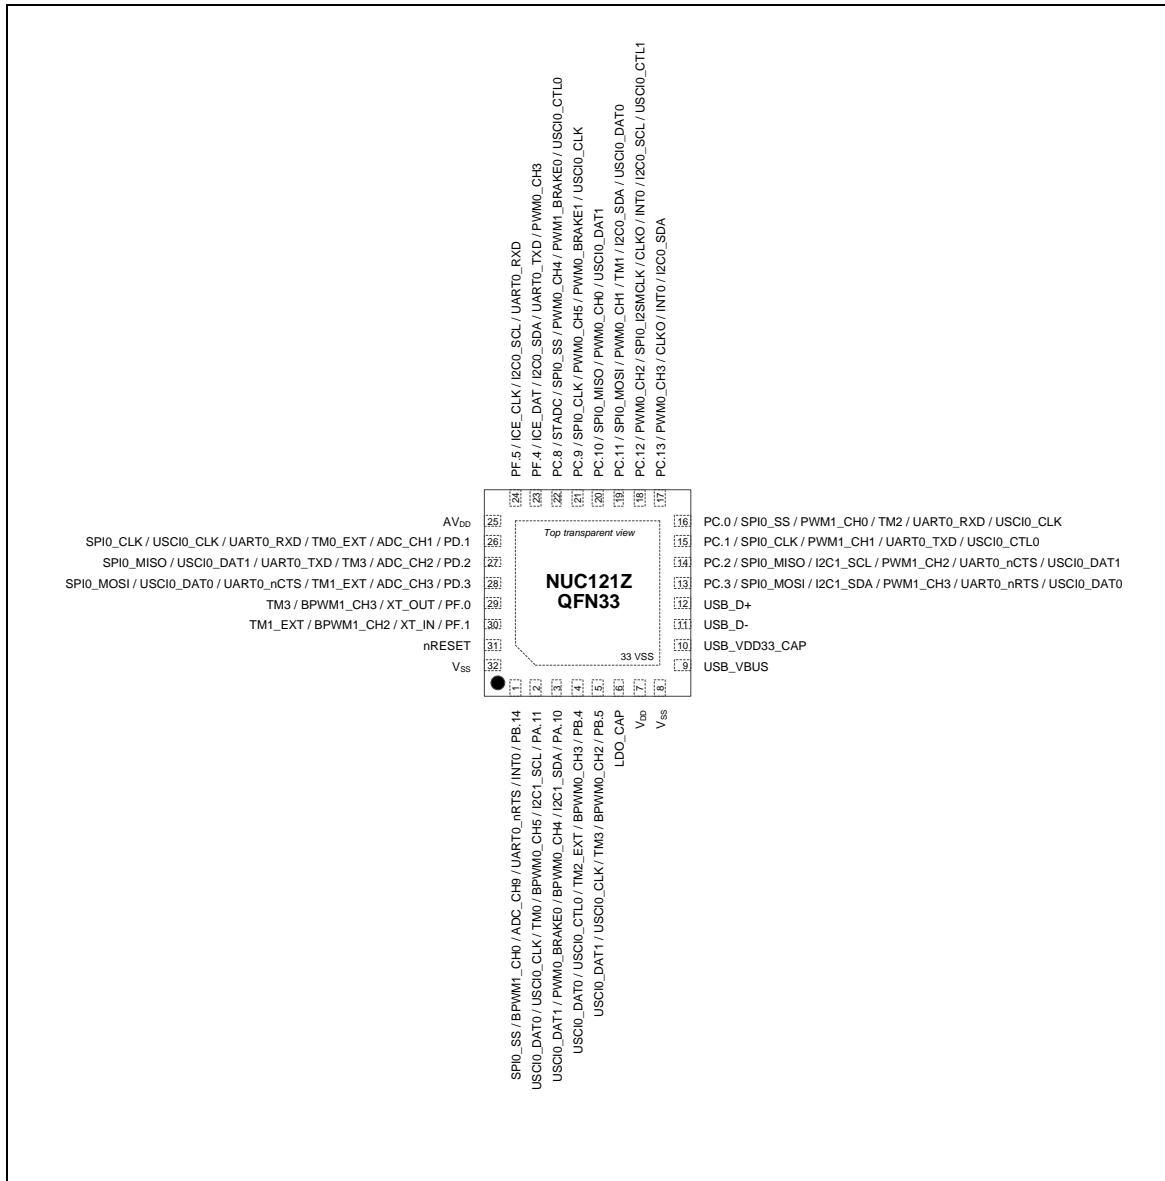 PF.5 / ICE_CLK / I2C0_SCL / UART0_RXD
PF.4 / ICE_DAT / I2C0_SDA / UART0_TXD / PWM0_CH3
PC.8 / STADC / SPI0_SS / PWM0_CH4 / PWM1_BRAKE0 / USCI0_CTL0
PC.9 / SPI0_CLK / PWM0_CH5 / PWM0_BRAKE1 / USCI0_CLK
PC.10 / SPI0_MISO / PWM0_CH0 / USCI0_DAT1
PC.11 / SPI0_MOSI / PWM0_CH1 / TM1 / I2C0_SDA / USCI0_DAT0
PC.12 / PWM0_CH2 / SPI0_I2SMCLK / CLKO / INT0 / I2C0_SCL / USCI0_CTL1
PC.13 / PWM0_CH3 / CLKO / INT0 / I2C0_SDA
24 23 22 21 20 19 18 17
AVDD 25
SPI0_CLK / USCI0_CLK / UART0_RXD / TM0_EXT / ADC_CH1 / PD.1 26
SPI0_MISO / USCI0_DAT1 / UART0_TXD / TM3 / ADC_CH2 / PD.2 27
SPI0_MOSI / USCI0_DAT0 / UART0_nCTS / TM1_EXT / ADC_CH3 / PD.3 28
TM3 / BPWM1_CH3 / XT_OUT / PF.0 29
TM1_EXT / BPWM1_CH2 / XT_IN / PF.1 30
nRESET 31
VSS 32
Top transparent view
NUC121Z
QFN33
33 VSS
16 PC.0 / SPI0_SS / PWM1_CH0 / TM2 / UART0_RXD / USCI0_CLK
15 PC.1 / SPI0_CLK / PWM1_CH1 / UART0_TXD / USCI0_CTL0
14 PC.2 / SPI0_MISO / I2C1_SCL / PWM1_CH2 / UART0_nCTS / USCI0_DAT1
13 PC.3 / SPI0_MOSI / I2C1_SDA / PWM1_CH3 / UART0_nRTS / USCI0_DAT0
12 USB_D+
11 USB_D-
10 USB_VDD33_CAP
9 USB_VBUS
1 2 3 4 5 6 7 8
SPI0_SS / BPWM1_CH0 / ADC_CH9 / UART0_nRTS / INT0 / PB.14
USCI0_DAT0 / USCI0_CLK / TM0 / BPWM0_CH5 / I2C1_SCL / PA.11
USCI0_DAT1 / PWM0_BRAKE0 / BPWM0_CH4 / I2C1_SDA / PA.10
USCI0_DAT0 / USCI0_CTL0 / TM2_EXT / BPWM0_CH3 / PB.4
USCI0_DAT1 / USCI0_CLK / TM3 / BPWM0_CH2 / PB.5
LDO_CAP
VDD
VSS